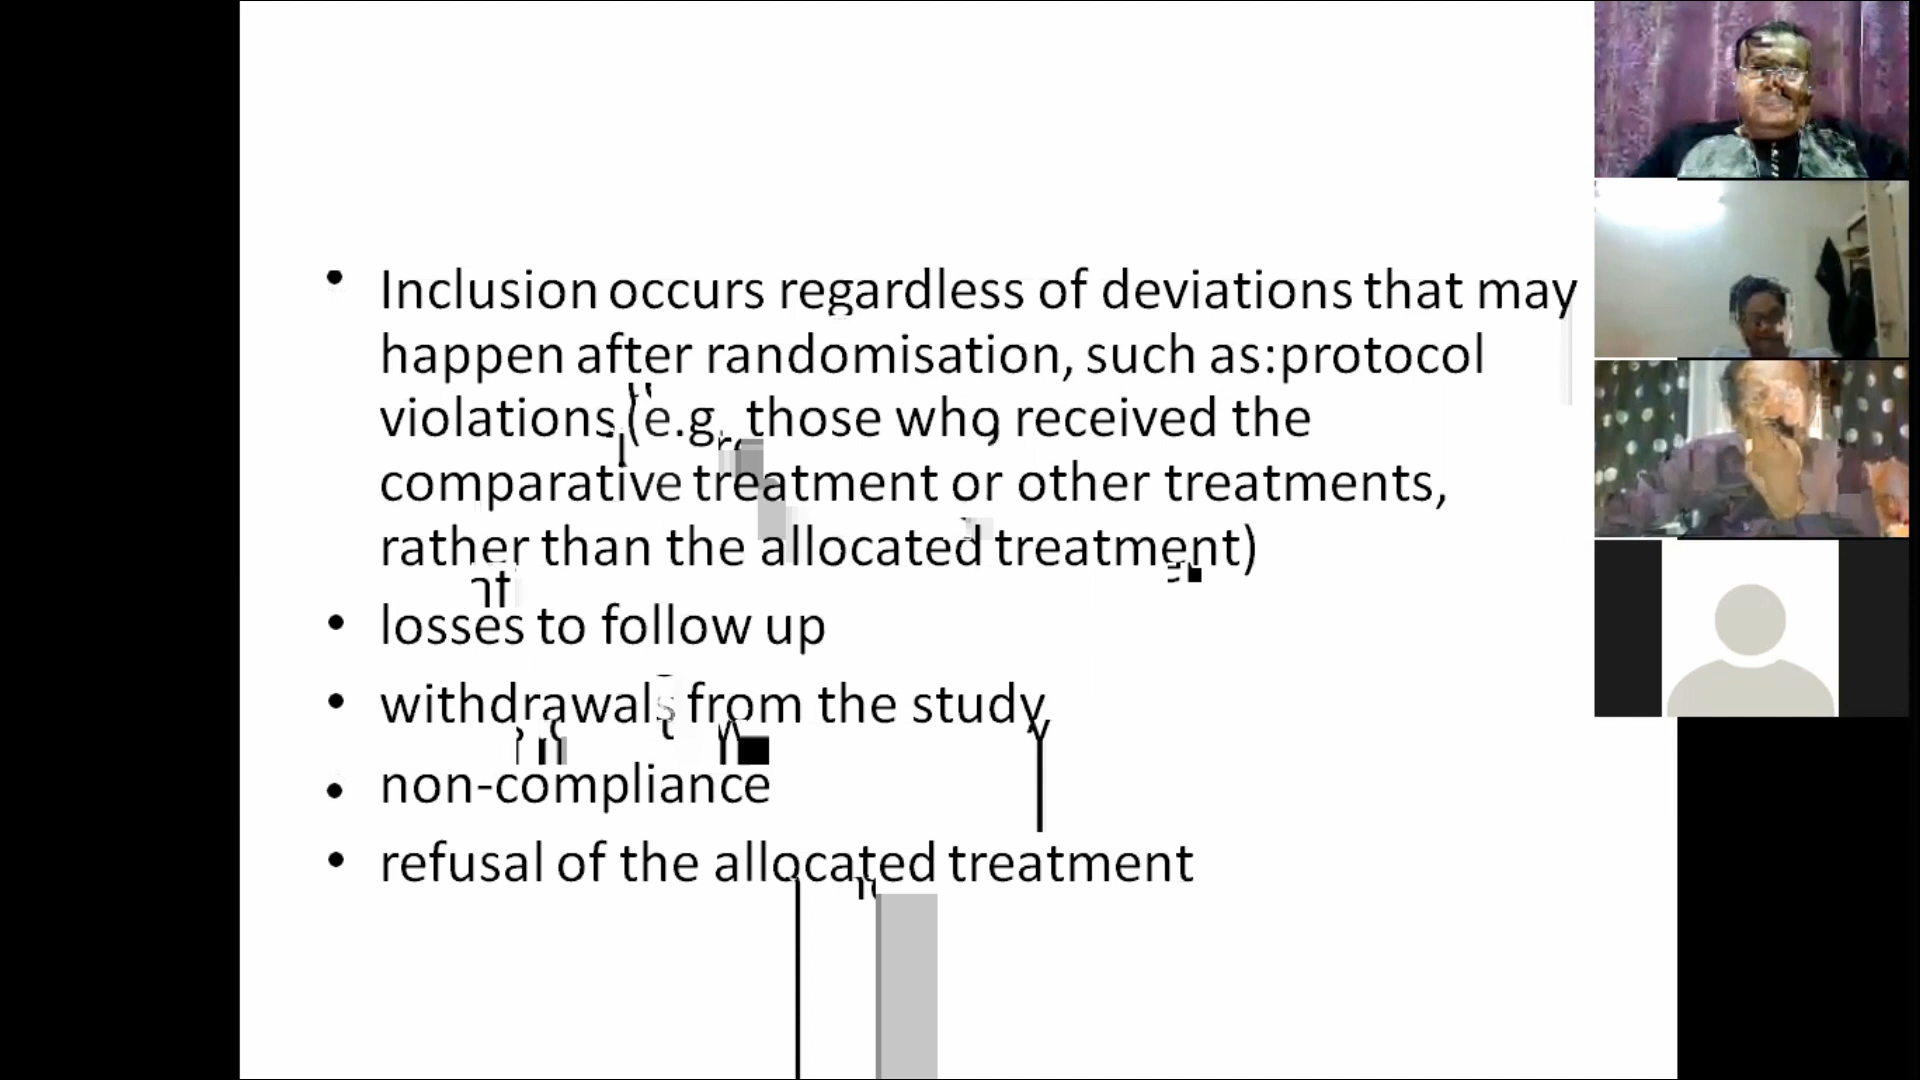 • Inclusion occurs regardless of deviations that may
happen after randomisation, such as:protocol
violations (e.g. those who received the
comparative treatment or other treatments,
rather than the allocated treatment)
• losses to follow up
• withdrawals from the study
• non-compliance
• refusal of the allocated treatment